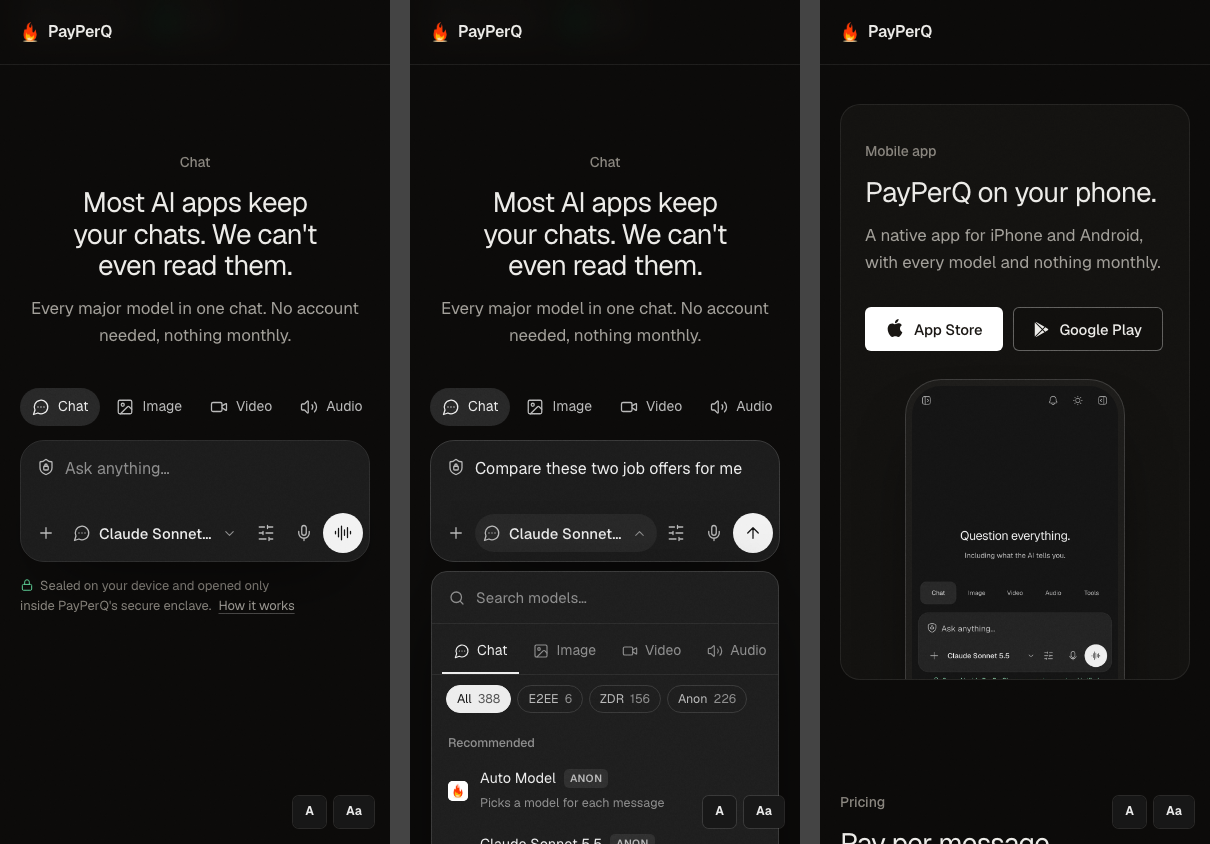 PayPerQ
Chat
Most AI apps keep
your chats. We can't
even read them.
Every major model in one chat. No account
needed, nothing monthly.
Chat Image Video Audio
Ask anything...
Claude Sonnet...
Sealed on your device and opened only
inside PayPerQ's secure enclave. How it works
A Aa
PayPerQ
Chat
Most AI apps keep
your chats. We can't
even read them.
Every major model in one chat. No account
needed, nothing monthly.
Chat Image Video Audio
Compare these two job offers for me
Claude Sonnet...
Search models...
Chat Image Video Audio
All 388 E2EE 6 ZDR 156 Anon 226
Recommended
Auto Model ANON
Picks a model for each message
Claude Sonnet 5.5 ANON
A Aa
PayPerQ
Mobile app
PayPerQ on your phone.
A native app for iPhone and Android,
with every model and nothing monthly.
App Store Google Play
Question everything.
Including what the AI tells you.
Chat Image Video Audio Tools
Ask anything...
Claude Sonnet 5.5
Pricing
Pay per message
A Aa